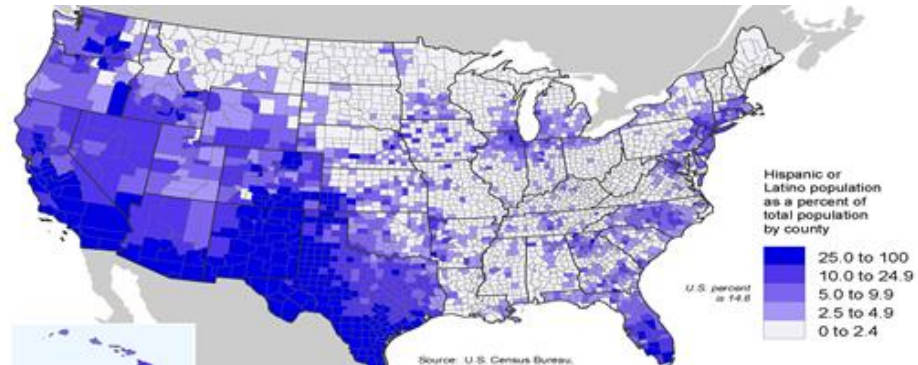 Hispanic or
Latino population
as a percent of
total population
by county
25.0 to 100
10.0 to 24.9
5.0 to 9.9
2.5 to 4.9
0 to 2.4
U.S. percent
is 14.8
Source: U.S. Census Bureau.